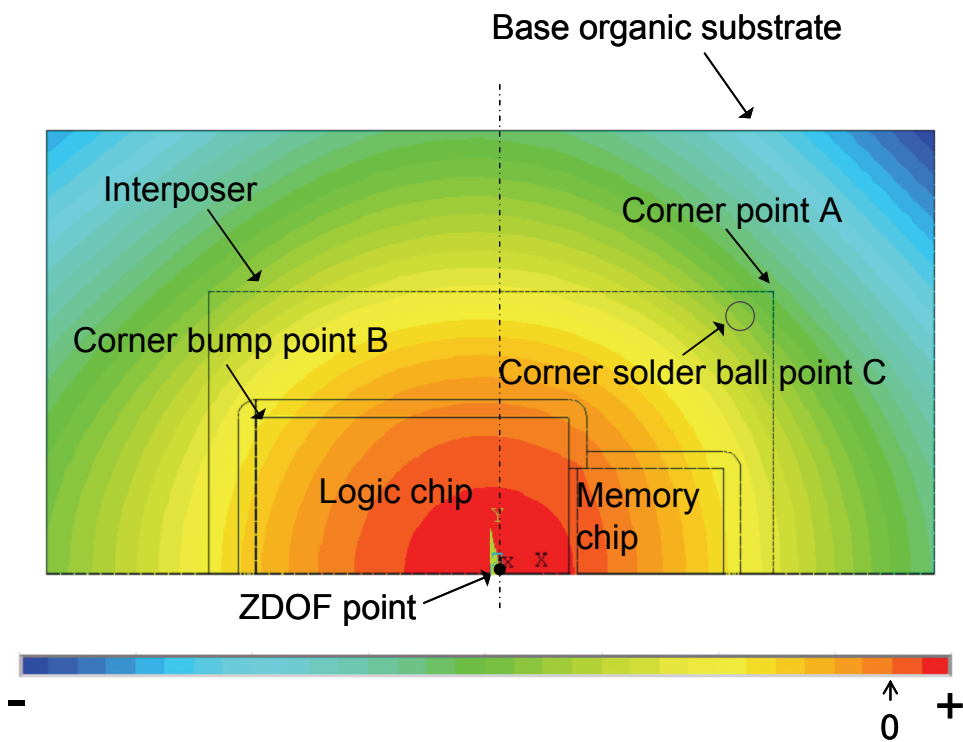 Base organic substrate
Interposer
Corner point A
Corner bump point B
Corner solder ball point C
Logic chip
Memory
chip
Y
X X
ZDOF point
- +
0